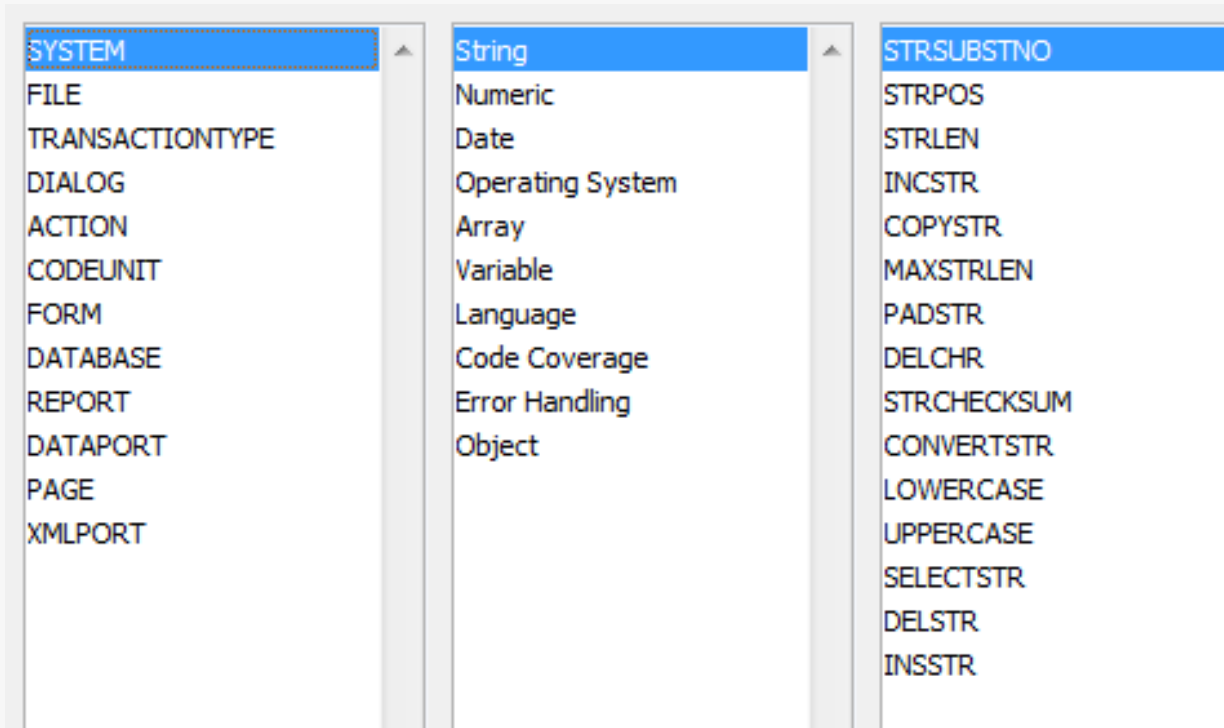 SYSTEM
FILE
TRANSACTIONTYPE
DIALOG
ACTION
CODEUNIT
FORM
DATABASE
REPORT
DATAPORT
PAGE
XMLPORT
String
Numeric
Date
Operating System
Array
Variable
Language
Code Coverage
Error Handling
Object
STRSUBSTNO
STRPOS
STRLEN
INCSTR
COPYSTR
MAXSTRLEN
PADSTR
DELCHR
STRCHECKSUM
CONVERTSTR
LOWERCASE
UPPERCASE
SELECTSTR
DELSTR
INSSTR